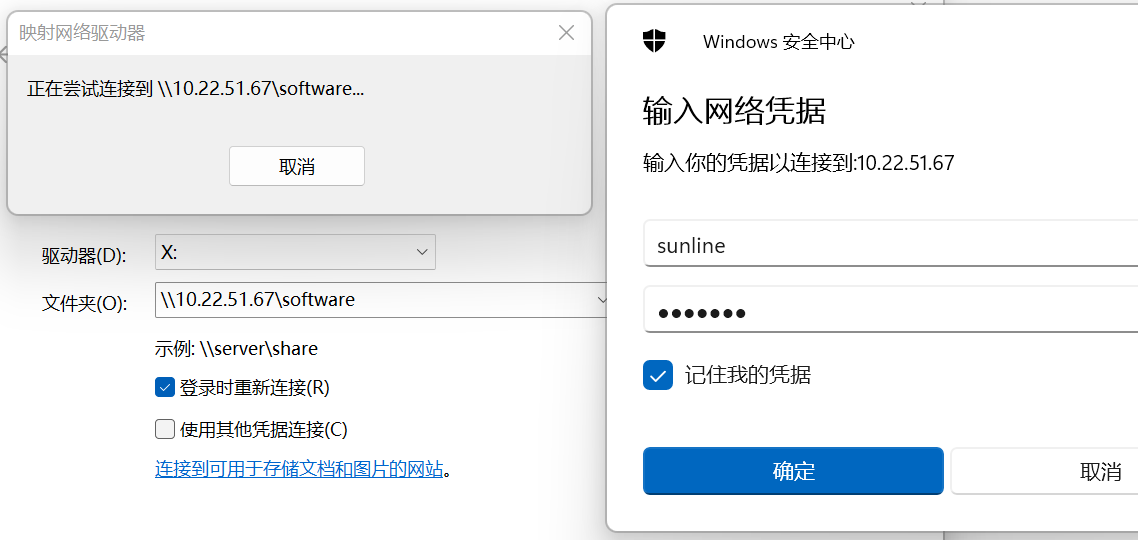 映射网络驱动器
正在尝试连接到 \\10.22.51.67\software...
取消
驱动器(D):
X:
文件夹(O):
\\10.22.51.67\software
示例: \\server\share
登录时重新连接(R)
使用其他凭据连接(C)
连接到可用于存储文档和图片的网站。
Windows 安全中心
输入网络凭据
输入你的凭据以连接到:10.22.51.67
sunline
●●●●●●●
记住我的凭据
确定
取消